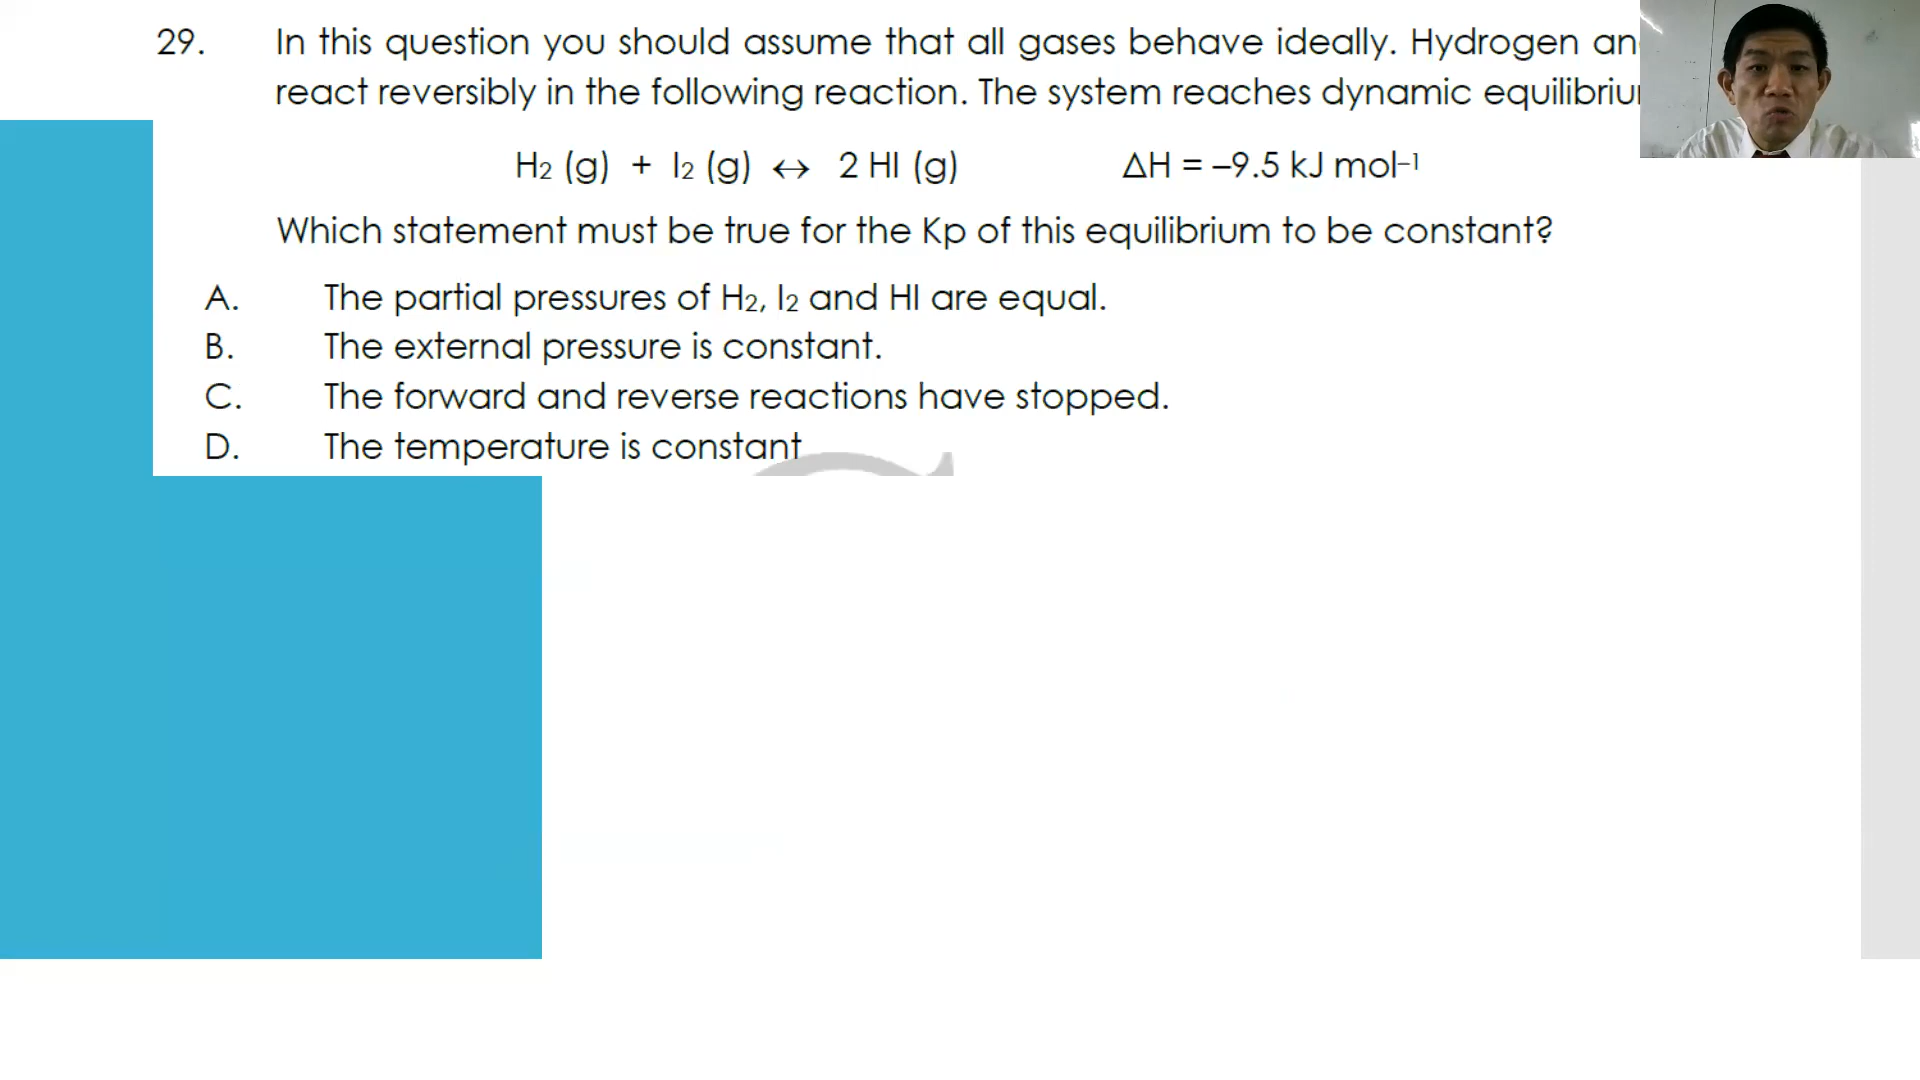 29. In this question you should assume that all gases behave ideally. Hydrogen
react reversibly in the following reaction. The system reaches dynamic
H₂ (g) + I₂ (g) ↔ 2 HI (g) ΔH = –9.5 kJ mol⁻¹
Which statement must be true for the Kp of this equilibrium to be constant?
A. The partial pressures of H₂, I₂ and HI are equal.
B. The external pressure is constant.
C. The forward and reverse reactions have stopped.
D. The temperature is constant